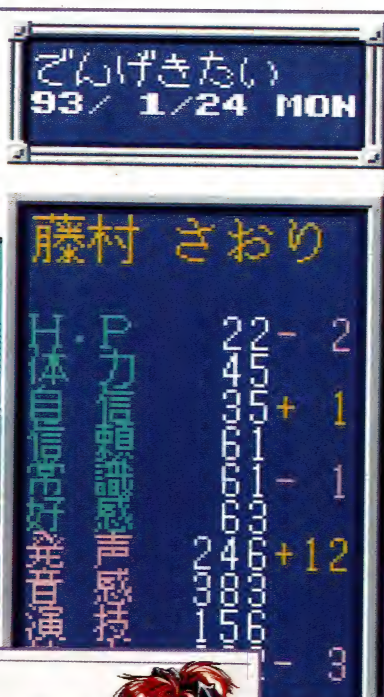 でんげきたい
93/ 1/24 MON
藤村 さおり
H.P 22- 2
体力 45
自信 35+ 1
信頼 61
常識 61- 1
好感 63
発声 246+12
音感 383
演技 156
1- 3